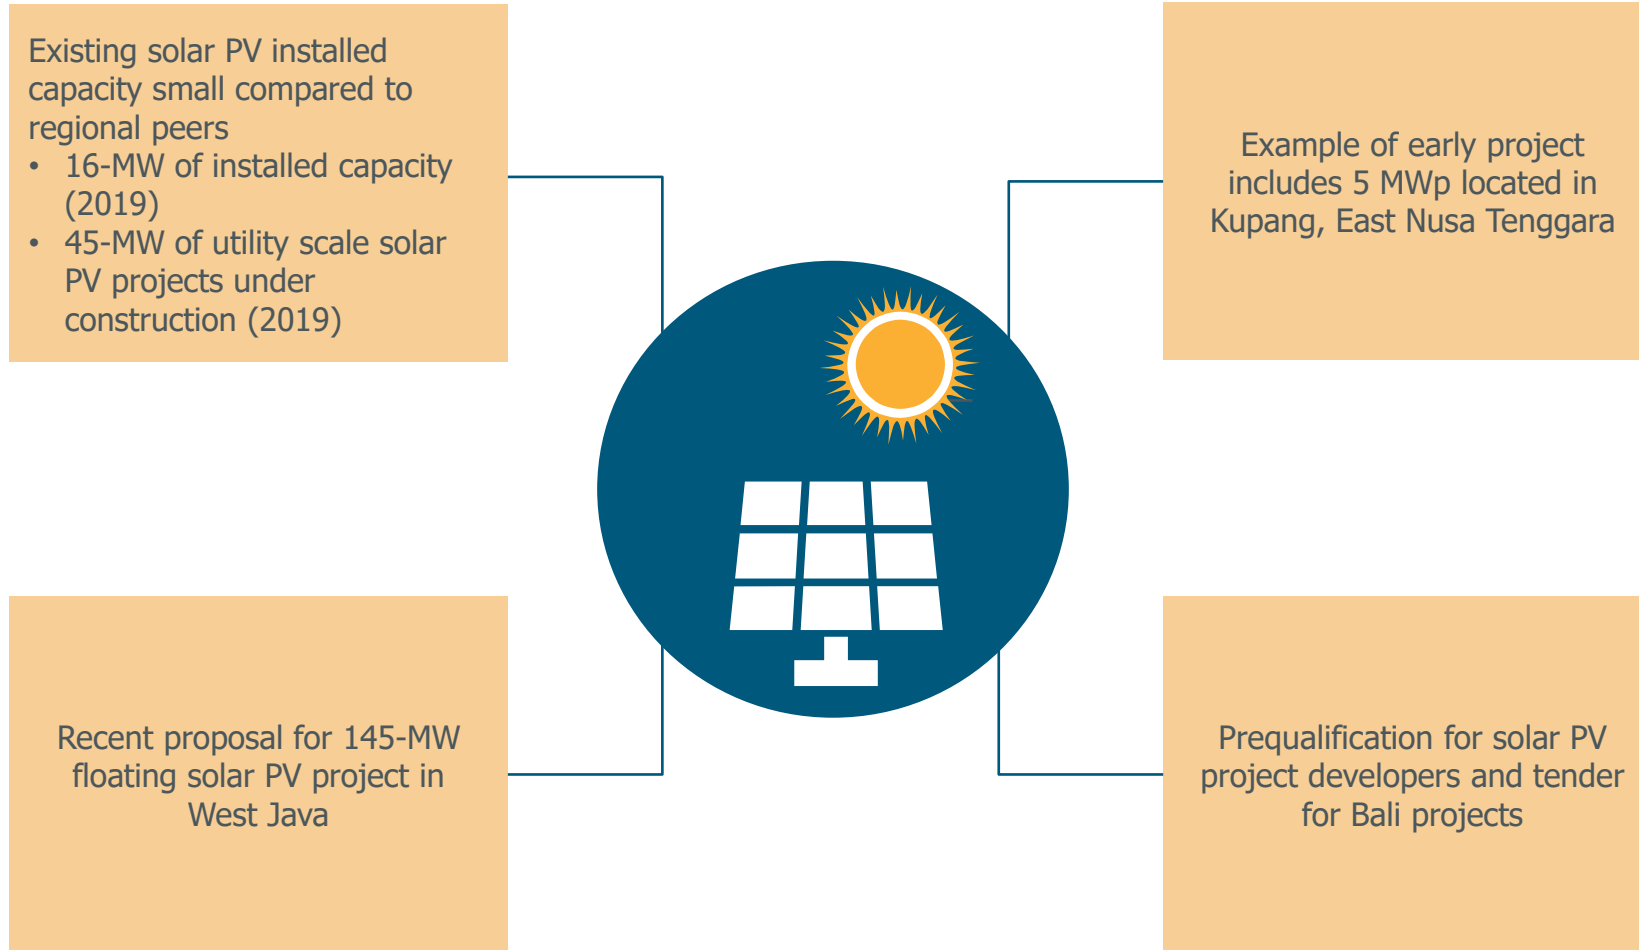 Existing solar PV installed
capacity small compared to
regional peers
• 16-MW of installed capacity
(2019)
• 45-MW of utility scale solar
PV projects under
construction (2019)
Example of early project
includes 5 MWp located in
Kupang, East Nusa Tenggara
Recent proposal for 145-MW
floating solar PV project in
West Java
Prequalification for solar PV
project developers and tender
for Bali projects